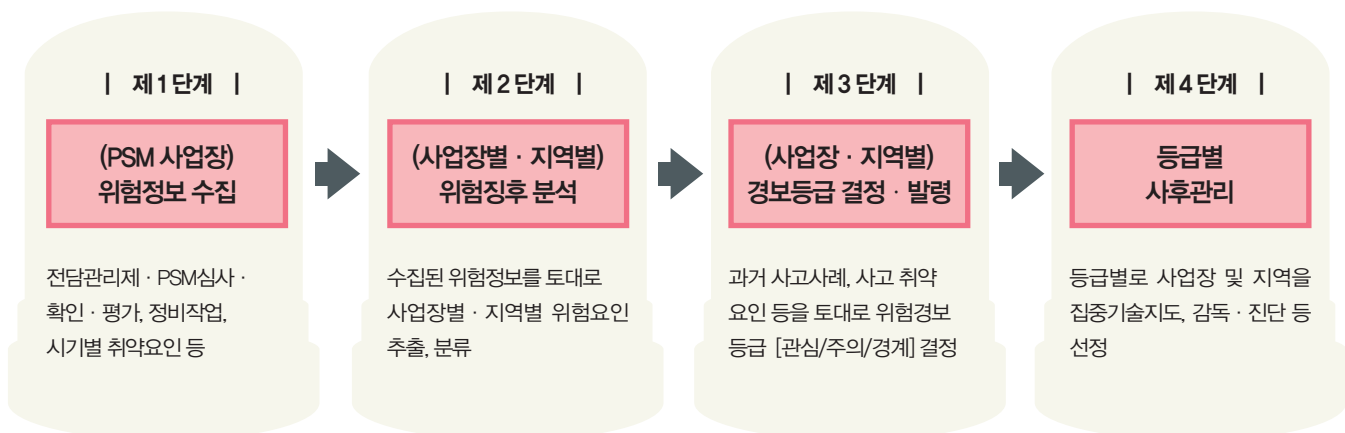 | 제1단계 |
(PSM 사업장)
위험정보 수집
전담관리제 · PSM심사 ·
확인 · 평가, 정비작업,
시기별 취약요인 등
| 제2단계 |
(사업장별 · 지역별)
위험징후 분석
수집된 위험정보를 토대로
사업장별 · 지역별 위험요인
추출, 분류
| 제3단계 |
(사업장 · 지역별)
경보등급 결정 · 발령
과거 사고사례, 사고 취약
요인 등을 토대로 위험경보
등급 [관심/주의/경계] 결정
| 제4단계 |
등급별
사후관리
등급별로 사업장 및 지역을
집중기술지도, 감독 · 진단 등
선정